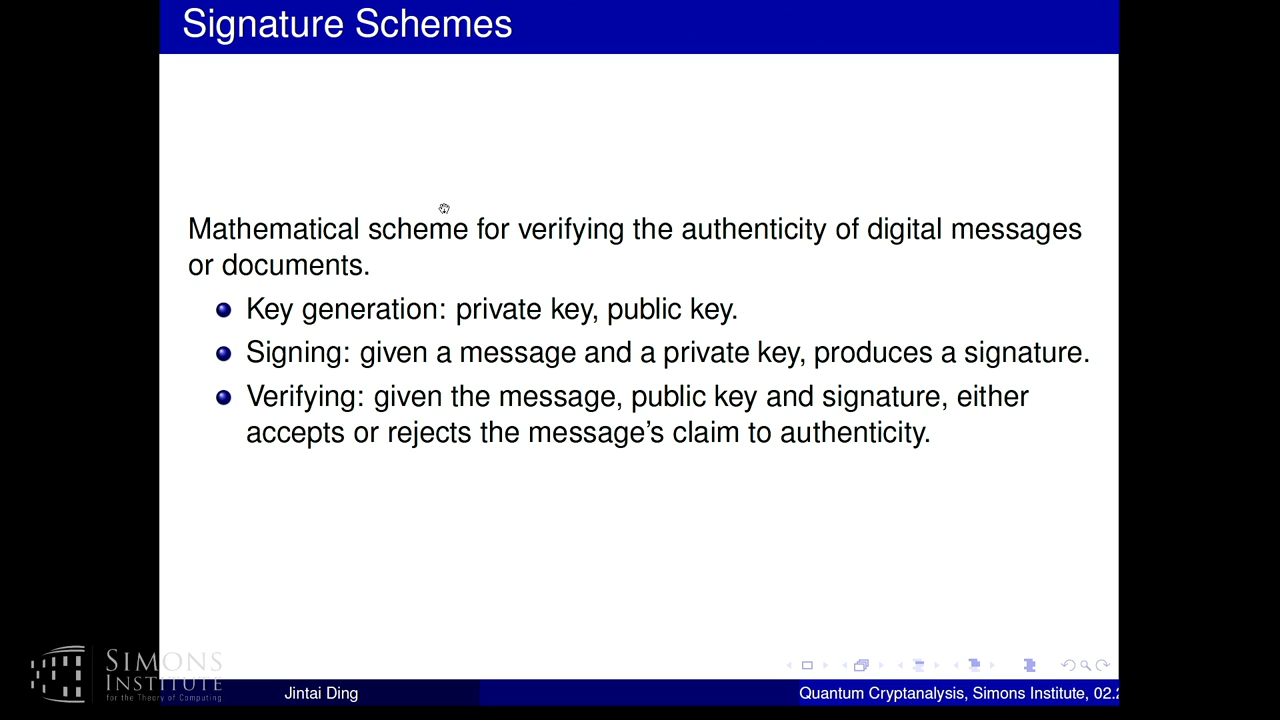 Signature Schemes
Mathematical scheme for verifying the authenticity of digital messages
or documents.
Key generation: private key, public key.
Signing: given a message and a private key, produces a signature.
Verifying: given the message, public key and signature, either
accepts or rejects the message's claim to authenticity.
SIMONS
INSTITUTE
for the Theory of Computing
Jintai Ding
Quantum Cryptanalysis, Simons Institute, 02.2